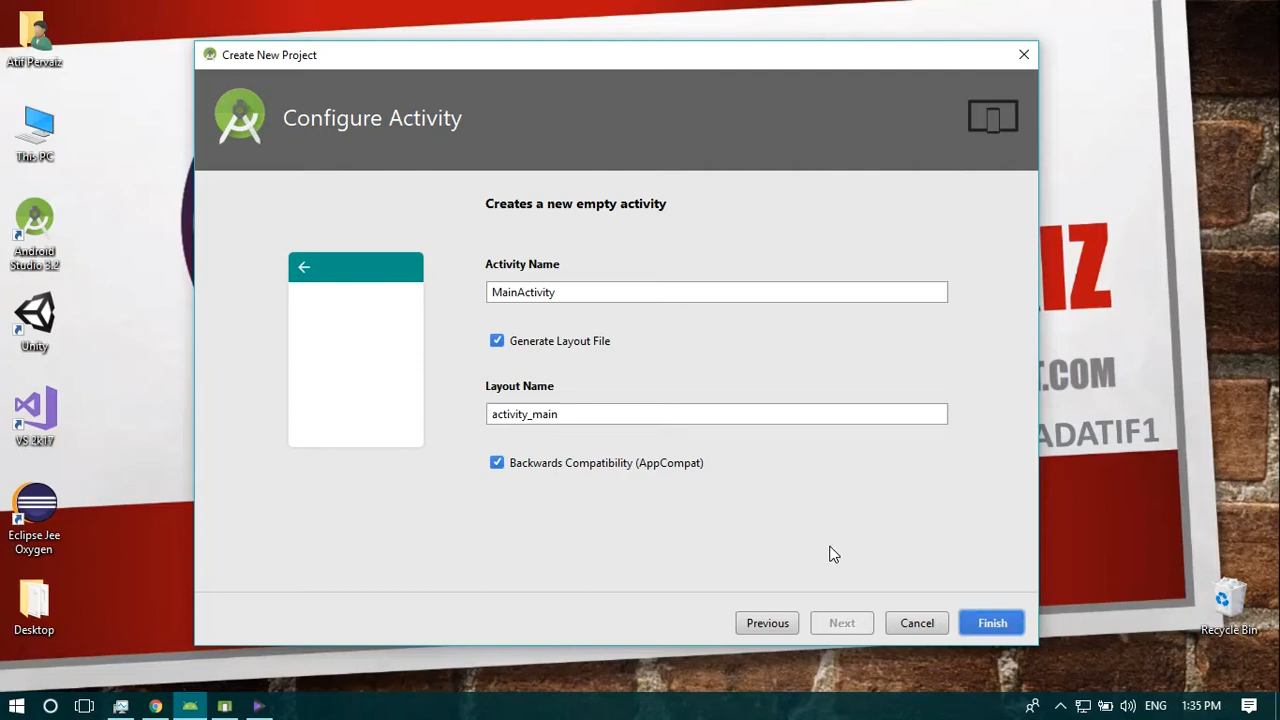 Atif Pervaiz
This PC
Android
Studio 3.2
Unity
VS 2k17
Eclipse Jee
Oxygen
Desktop
Create New Project
Configure Activity
Creates a new empty activity
Activity Name
MainActivity
Generate Layout File
Layout Name
activity_main
Backwards Compatibility (AppCompat)
Previous
Next
Cancel
Finish
IZ
T.COM
ADATIF1
Recycle Bin
ENG
1:35 PM